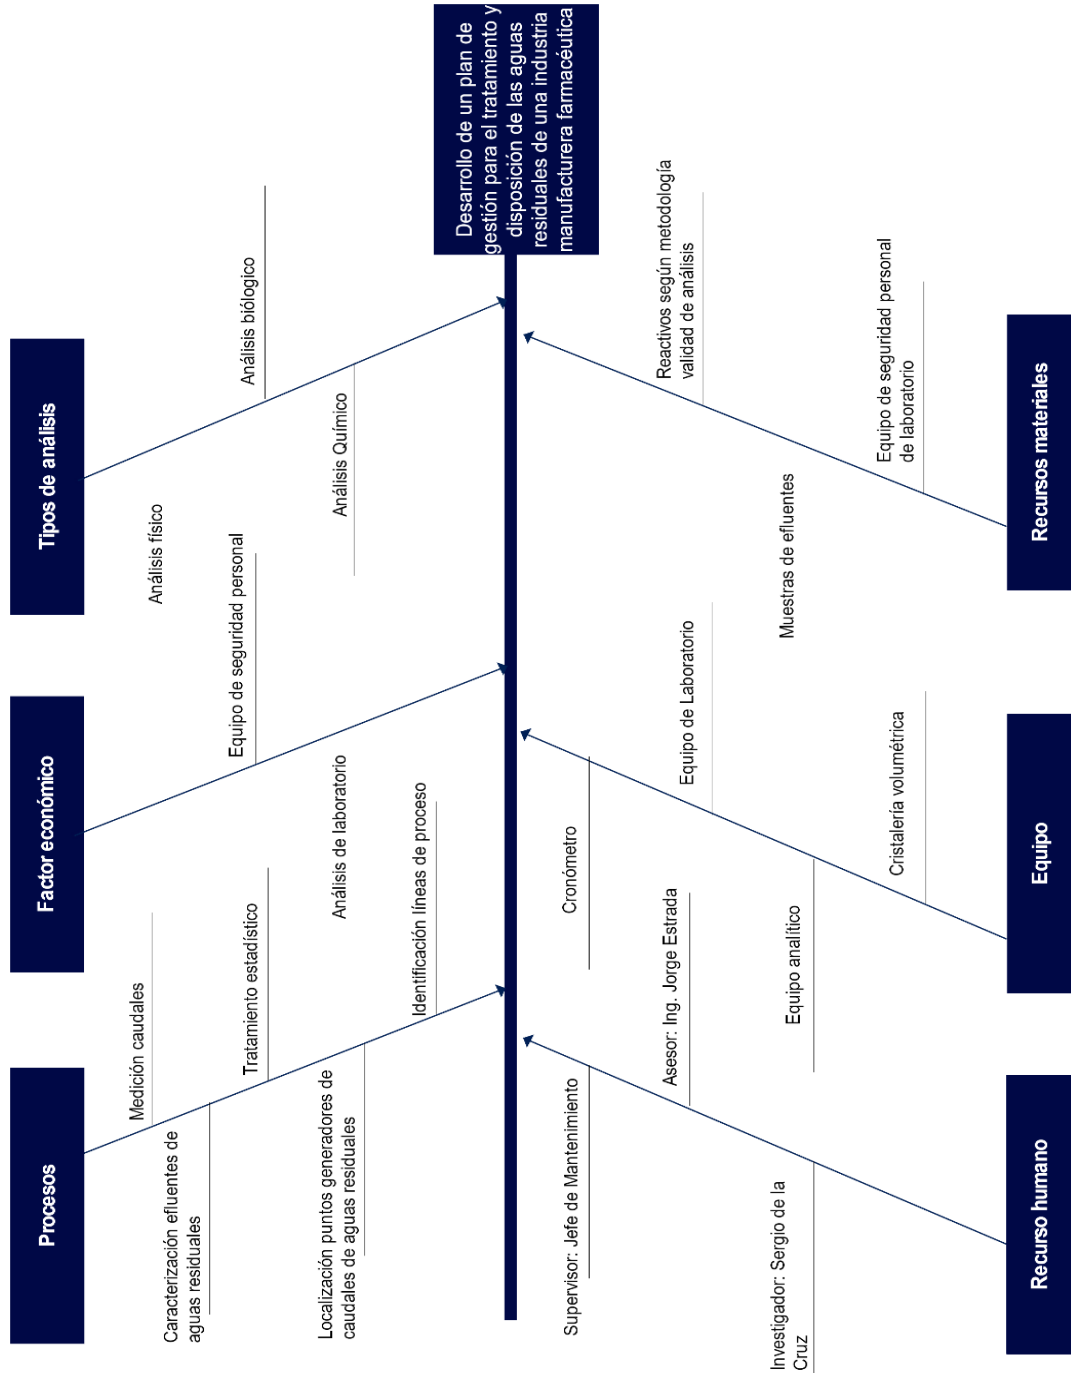 Procesos
Factor económico
Tipos de análisis
Medición caudales
Caracterización efluentes de
aguas residuales
Tratamiento estadístico
Localización puntos generadores de
caudales de aguas residuales
Identificación líneas de proceso
Equipo de seguridad personal
Análisis de laboratorio
Análisis físico
Análisis biólogico
Análisis Químico
Desarrollo de un plan de
gestión para el tratamiento y
disposición de las aguas
residuales de una industria
manufacturera farmacéutica
Supervisor: Jefe de Mantenimiento
Asesor: Ing. Jorge Estrada
Investigador: Sergio de la
Cruz
Cronómetro
Equipo de Laboratorio
Equipo analítico
Cristalería volumétrica
Reactivos según metodología
validad de análisis
Muestras de efluentes
Equipo de seguridad personal
de laboratorio
Recurso humano
Equipo
Recursos materiales